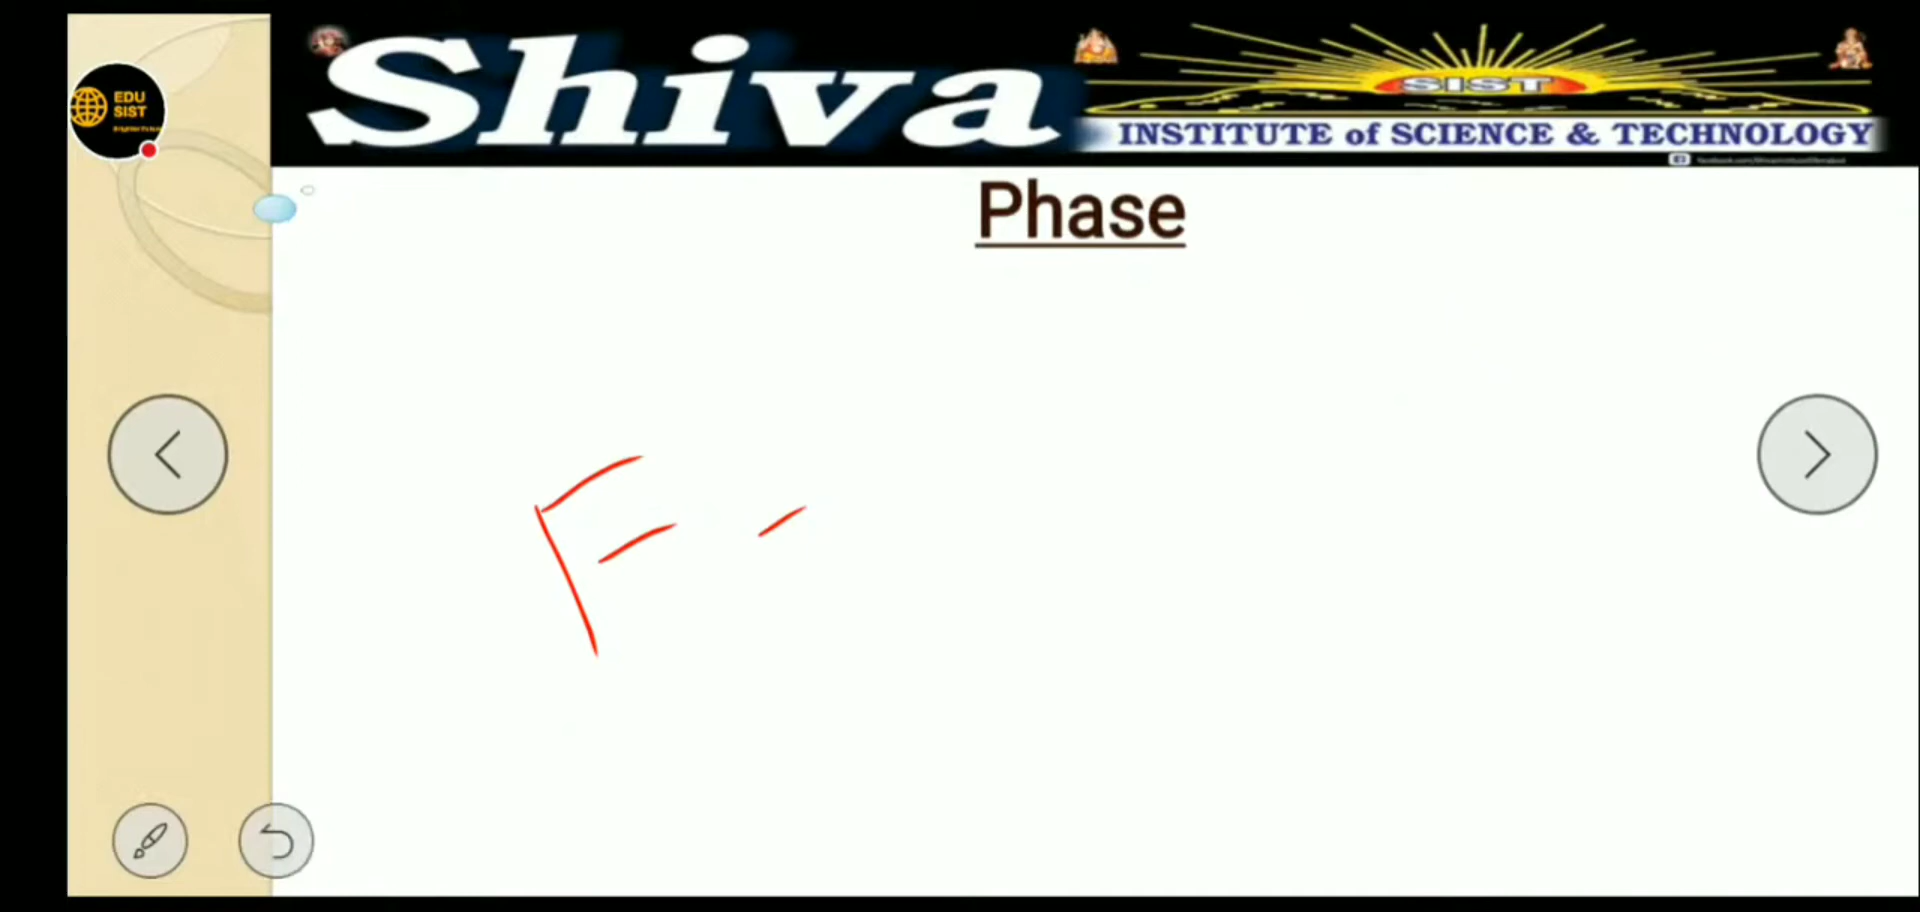 EDU
SIST
Shiva
SIST
INSTITUTE of SCIENCE & TECHNOLOGY
Phase
F -